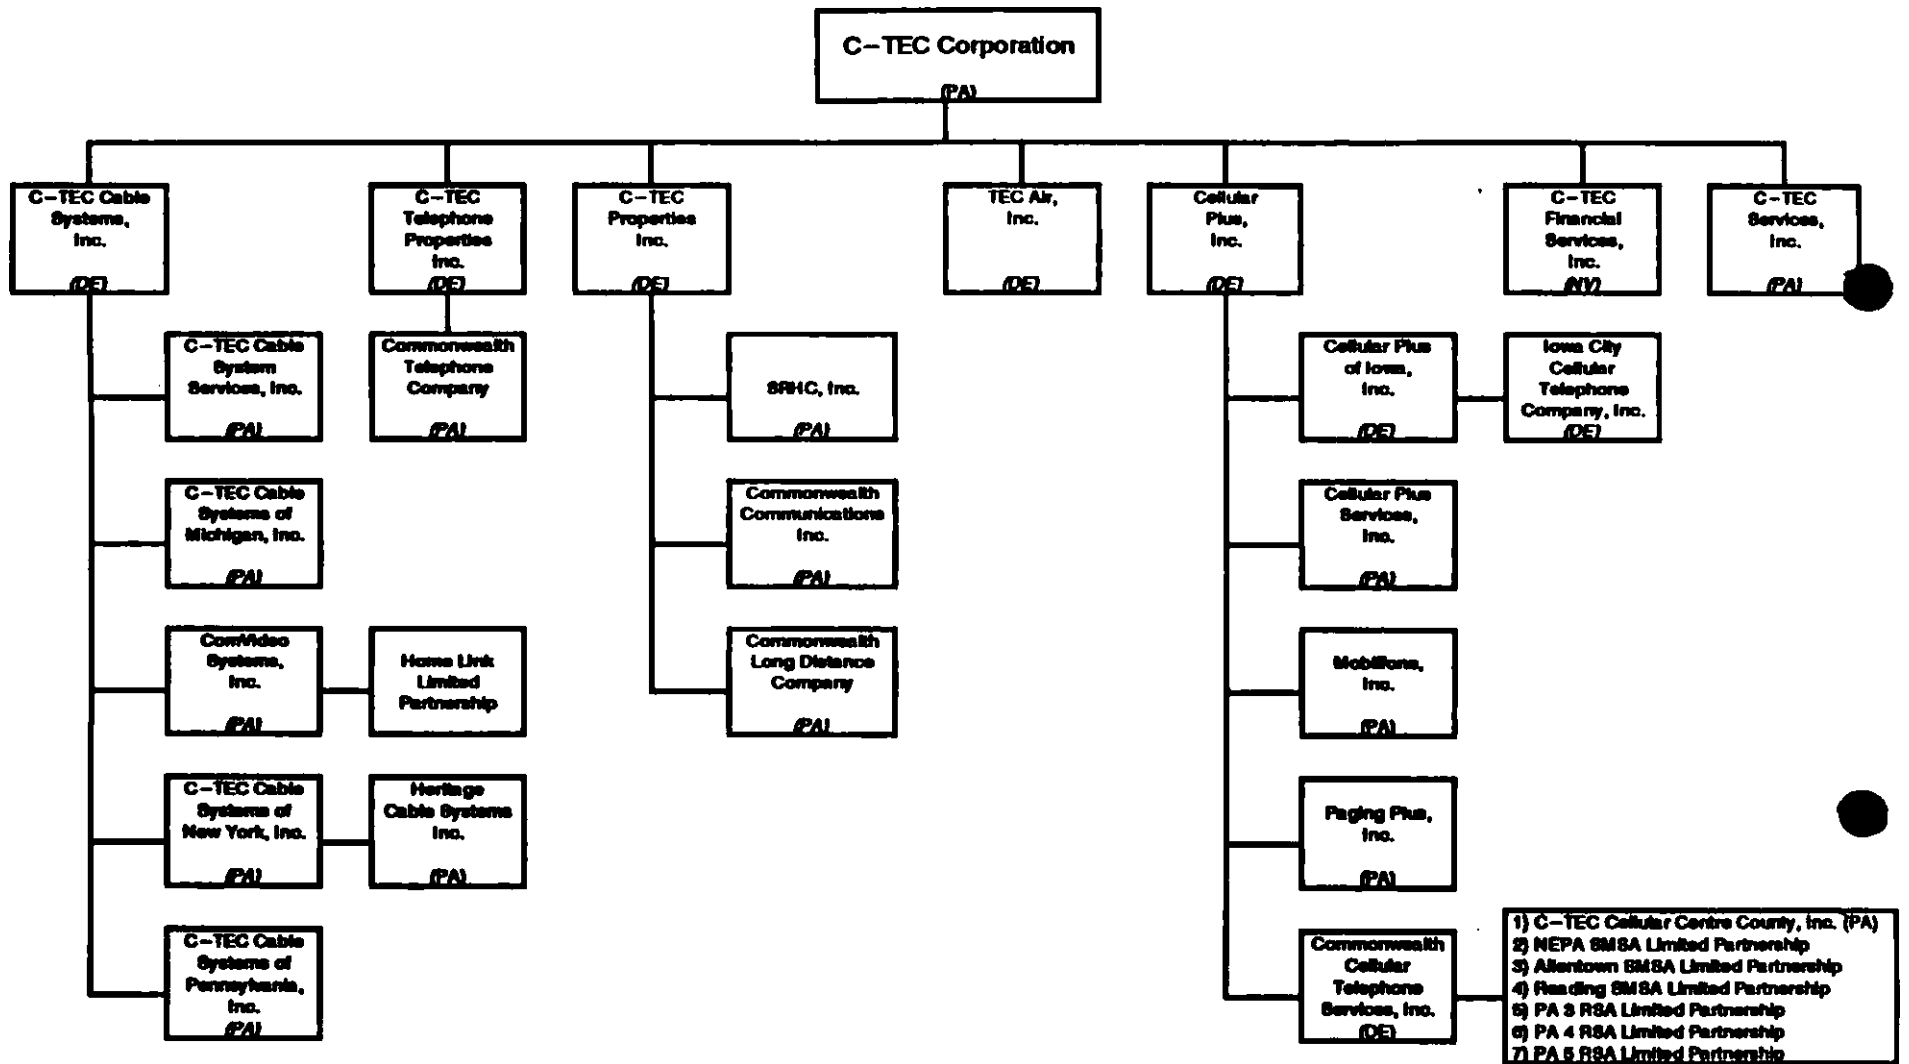 C-TEC Corporation
(PA)
C-TEC Cable
Systems,
Inc.
(DE)
C-TEC
Telephone
Properties
Inc.
(DE)
C-TEC
Properties
Inc.
(DE)
TEC Air,
Inc.
(DE)
Cellular
Plus,
Inc.
(DE)
C-TEC
Financial
Services,
Inc.
(NV)
C-TEC
Services,
Inc.
(PA)
C-TEC Cable
System
Services, Inc.
(PA)
Commonwealth
Telephone
Company
(PA)
SRHC, Inc.
(PA)
Cellular Plus
of Iowa,
Inc.
(DE)
Iowa City
Cellular
Telephone
Company, Inc.
(DE)
C-TEC Cable
Systems of
Michigan, Inc.
(PA)
Commonwealth
Communications
Inc.
(PA)
Cellular Plus
Services,
Inc.
(PA)
ComVideo
Systems,
Inc.
(PA)
Home Link
Limited
Partnership
Commonwealth
Long Distance
Company
(PA)
Mobilfone,
Inc.
(PA)
C-TEC Cable
Systems of
New York, Inc.
(PA)
Heritage
Cable Systems
Inc.
(PA)
Paging Plus,
Inc.
(PA)
C-TEC Cable
Systems of
Pennsylvania,
Inc.
(PA)
Commonwealth
Cellular
Telephone
Services, Inc.
(DE)
1) C-TEC Cellular Centre County, Inc. (PA)
2) NEPA SMSA Limited Partnership
3) Allentown SMSA Limited Partnership
4) Reading SMSA Limited Partnership
5) PA 3 RSA Limited Partnership
6) PA 4 RSA Limited Partnership
7) PA 5 RSA Limited Partnership